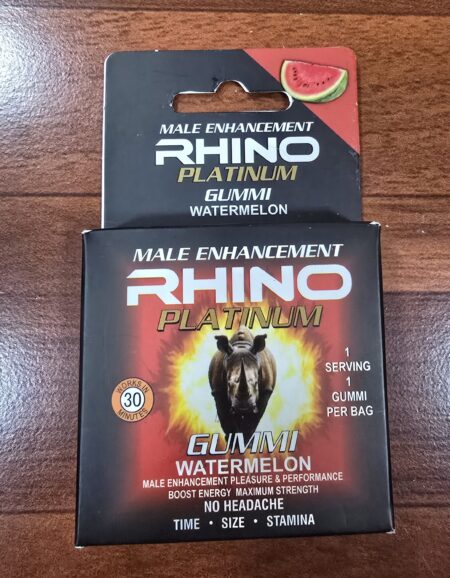 MALE ENHANCEMENT
RHINO
PLATINUM
GUMMI
WATERMELON
MALE ENHANCEMENT
RHINO
PLATINUM
WORKS IN
30
MINUTES
1
SERVING
1
GUMMI
PER BAG
GUMMI
WATERMELON
MALE ENHANCEMENT PLEASURE & PERFORMANCE
BOOST ENERGY MAXIMUM STRENGTH
NO HEADACHE
TIME • SIZE • STAMINA